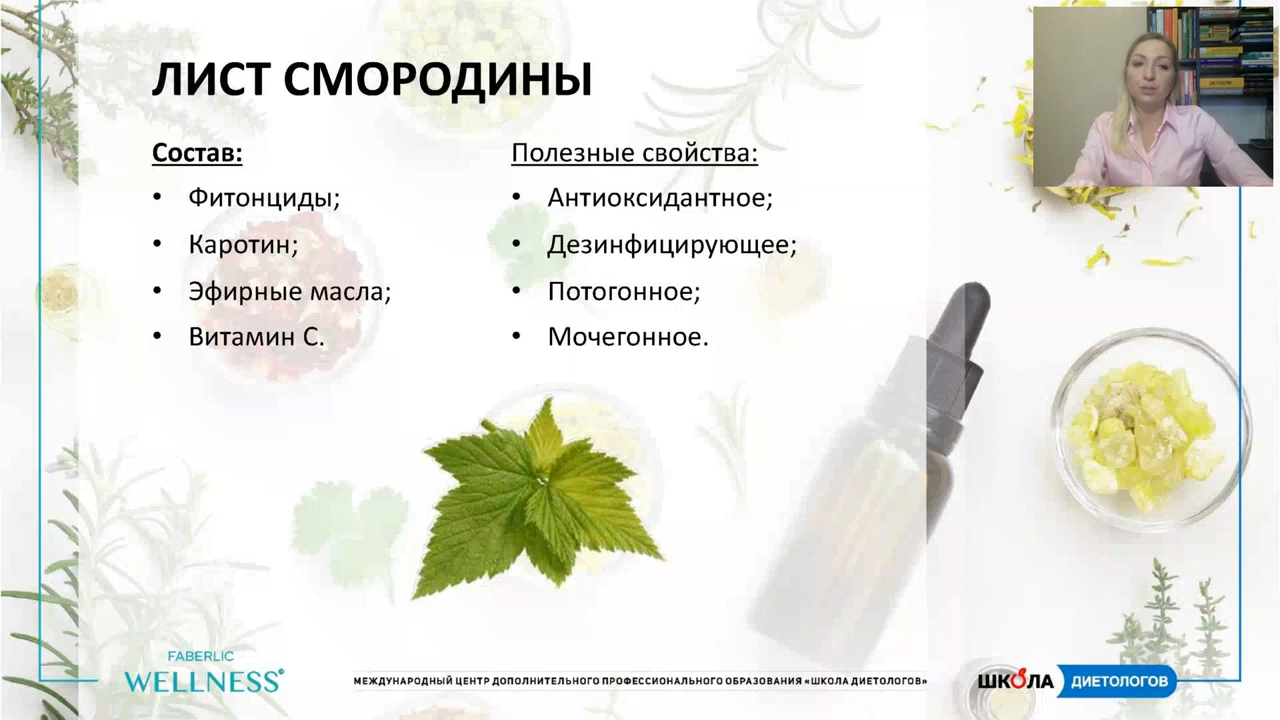 ЛИСТ СМОРОДИНЫ
Состав:
• Фитонциды;
• Каротин;
• Эфирные масла;
• Витамин С.
Полезные свойства:
• Антиоксидантное;
• Дезинфицирующее;
• Потогонное;
• Мочегонное.
FABERLIC
WELLNESS
МЕЖДУНАРОДНЫЙ ЦЕНТР ДОПОЛНИТЕЛЬНОГО ПРОФЕССИОНАЛЬНОГО ОБРАЗОВАНИЯ «ШКОЛА ДИЕТОЛОГОВ»
ШКОЛА ДИЕТОЛОГОВ